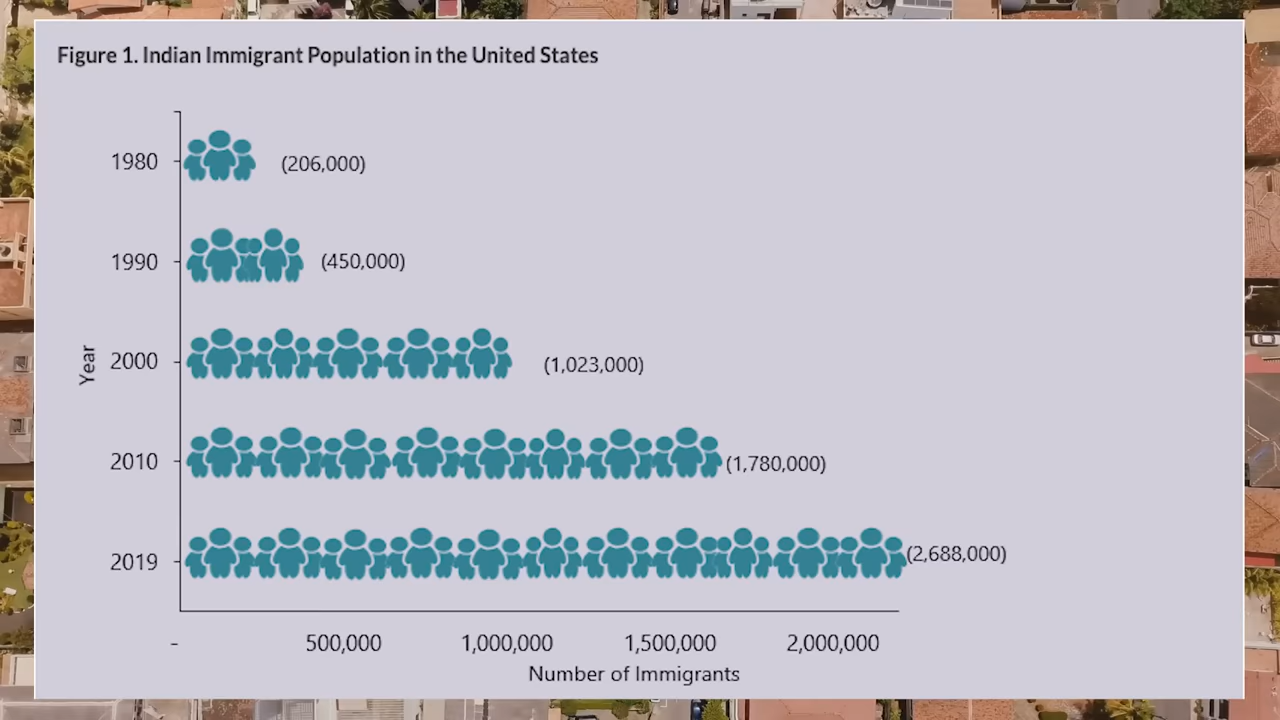 Figure 1. Indian Immigrant Population in the United States
1980 (206,000)
1990 (450,000)
2000 (1,023,000)
2010 (1,780,000)
2019 (2,688,000)
Year
- 500,000 1,000,000 1,500,000 2,000,000
Number of Immigrants